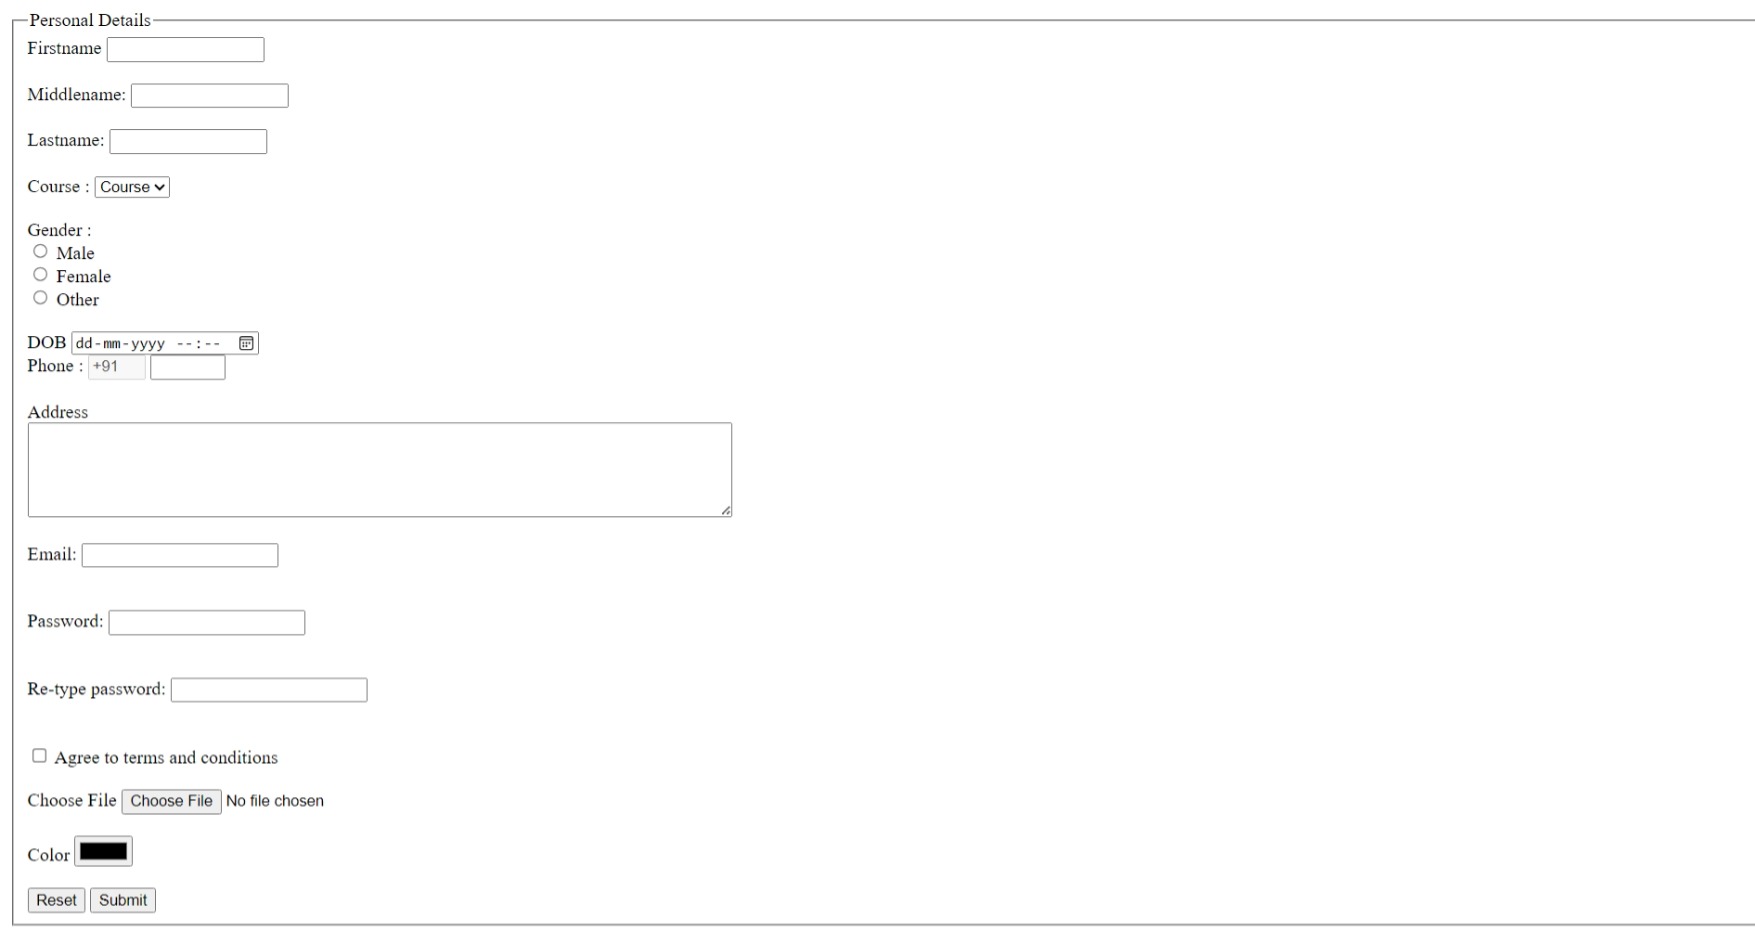 Personal Details
Firstname
Middlename:
Lastname:
Course : Course
Gender :
Male
Female
Other
DOB dd-mm-yyyy --:--
Phone : +91
Address
Email:
Password:
Re-type password:
Agree to terms and conditions
Choose File Choose File No file chosen
Color
Reset Submit